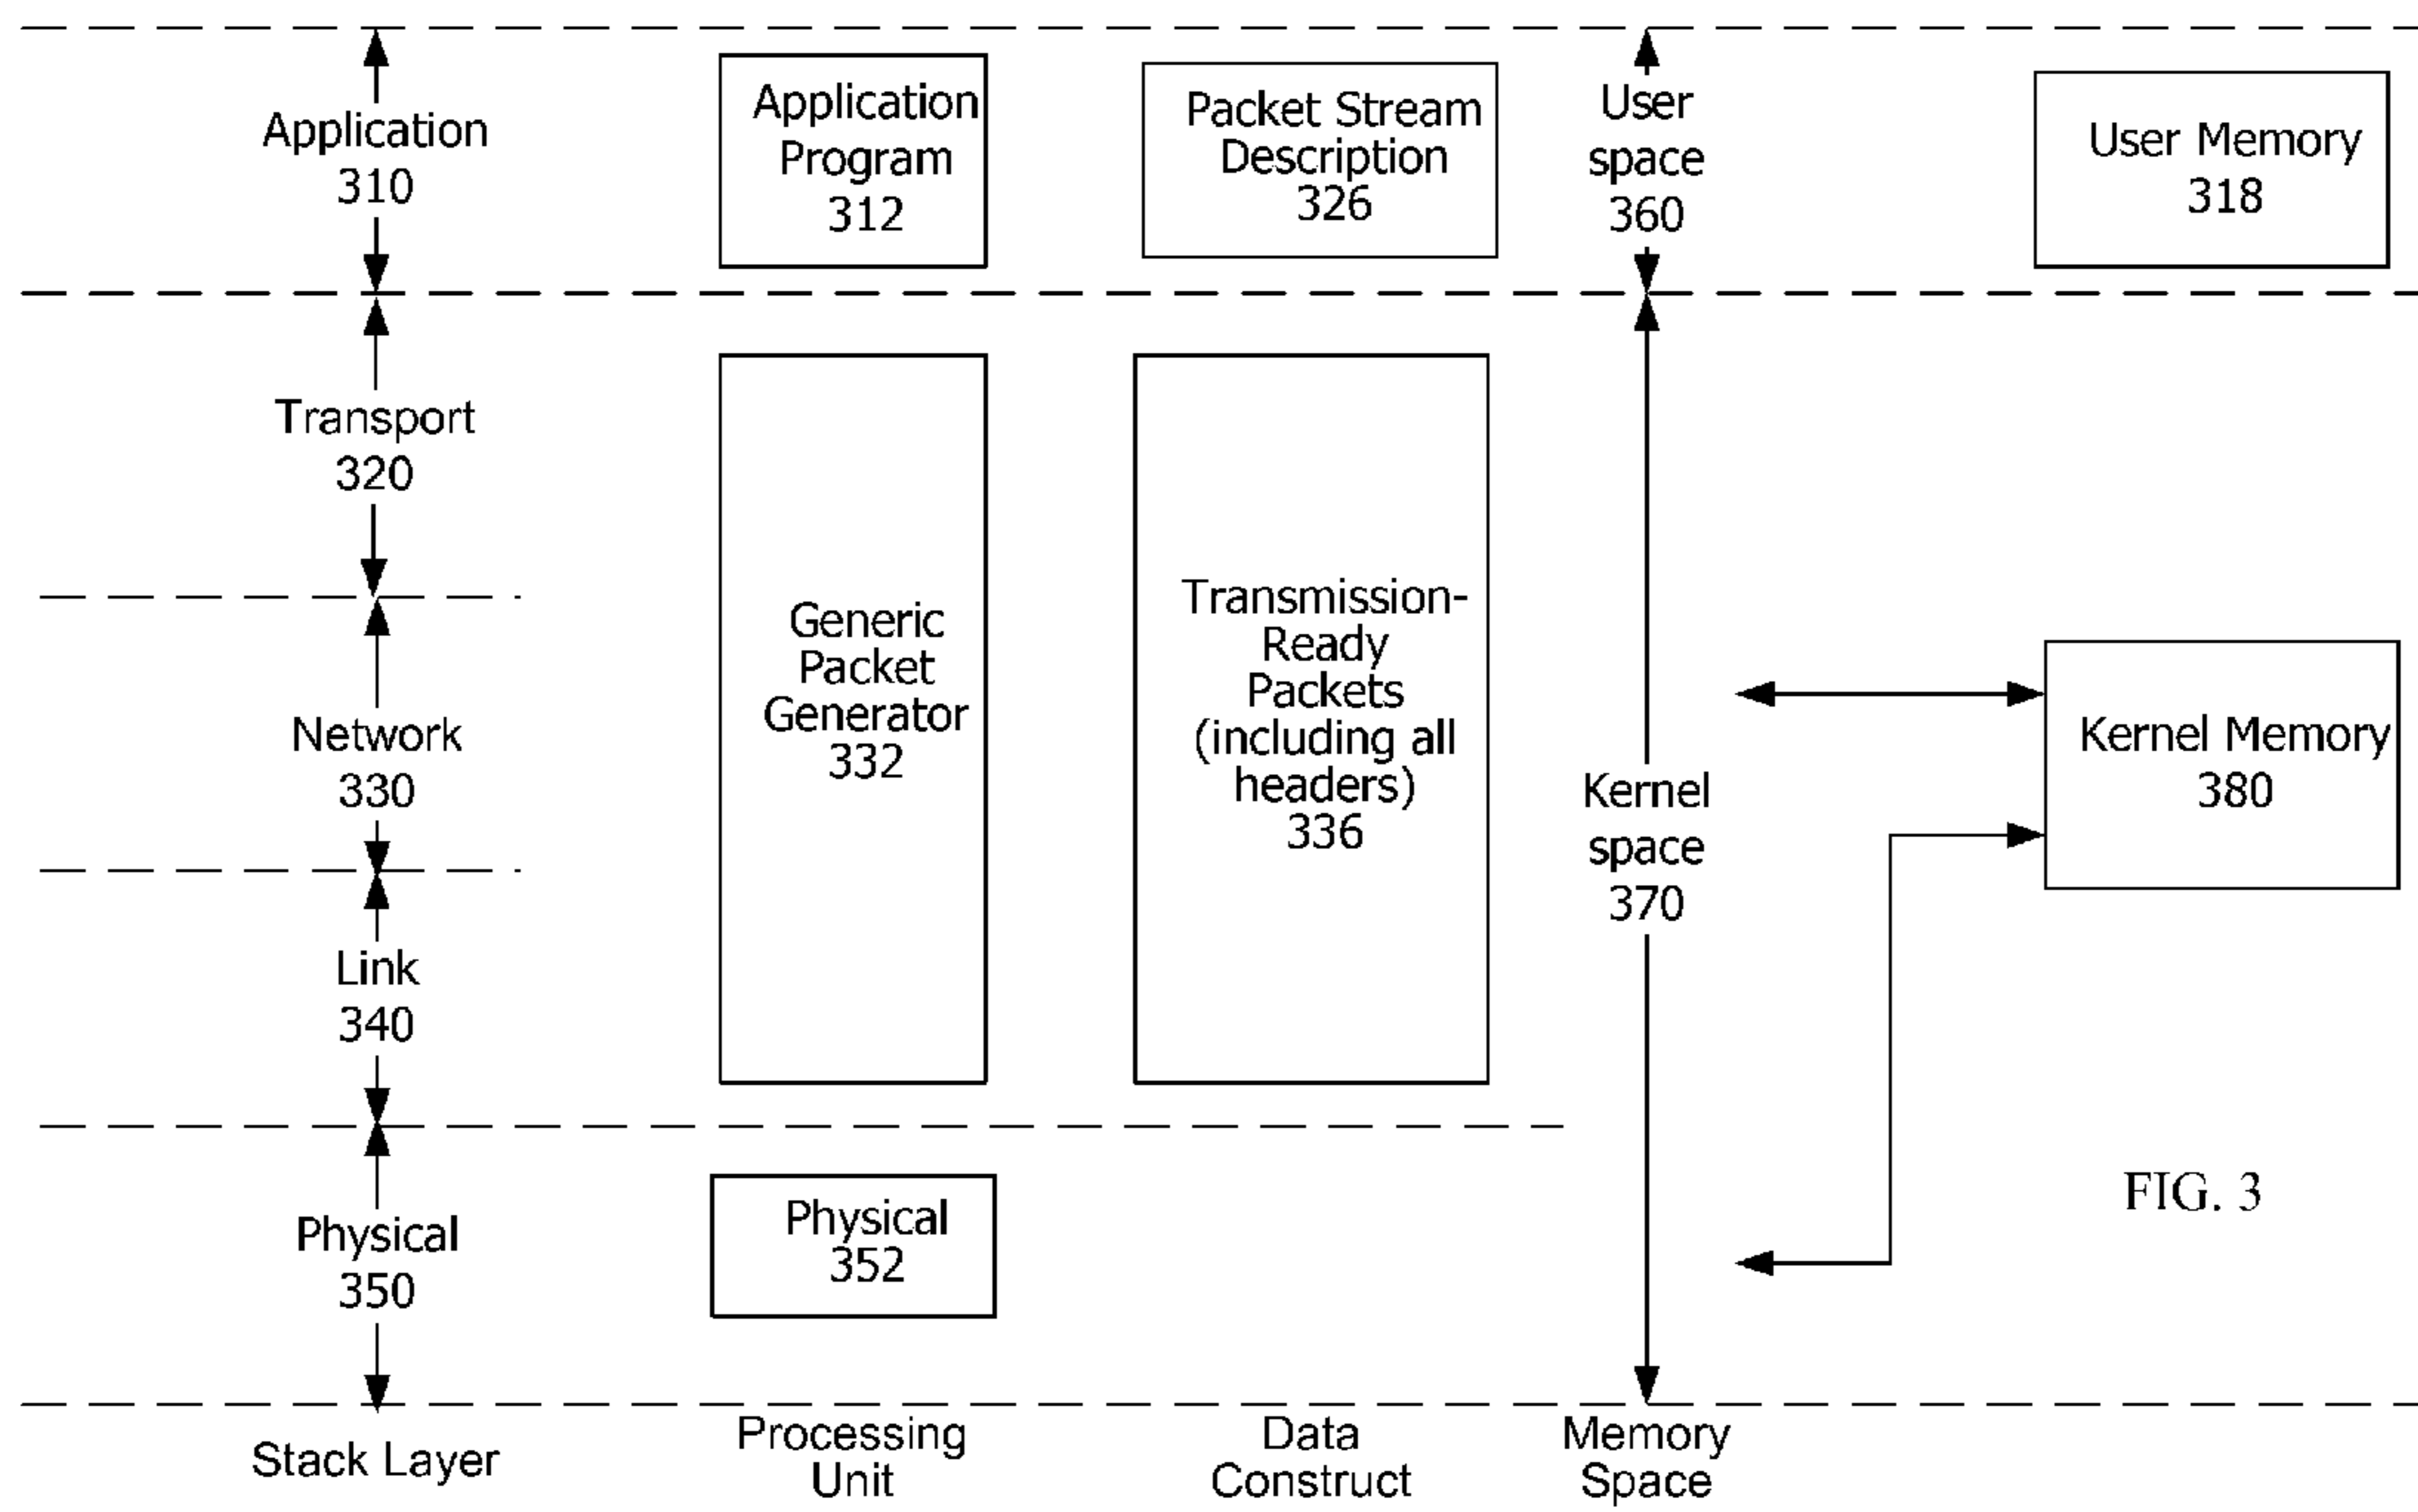 Application
310
Application
Program
312
Packet Stream
Description
326
User
space
360
User Memory
318
Transport
320
Network
330
Link
340
Generic
Packet
Generator
332
Transmission-
Ready
Packets
(including all
headers)
336
Kernel
space
370
Kernel Memory
380
Physical
350
Physical
352
FIG. 3
Stack Layer
Processing
Unit
Data
Construct
Memory
Space